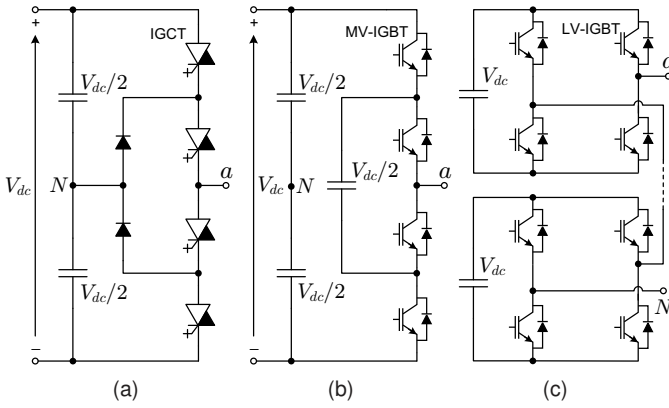 +
IGCT
V_dc/2
V_dc
N
a
V_dc/2
−
(a)
+
MV-IGBT
V_dc/2
V_dc
N
V_dc/2
a
V_dc/2
−
(b)
LV-IGBT
V_dc
a
V_dc
N
(c)